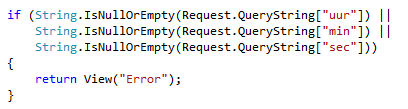 if (String.IsNullOrEmpty(Request.QueryString["uur"]) ||
    String.IsNullOrEmpty(Request.QueryString["min"]) ||
    String.IsNullOrEmpty(Request.QueryString["sec"]))
{
    return View("Error");
}